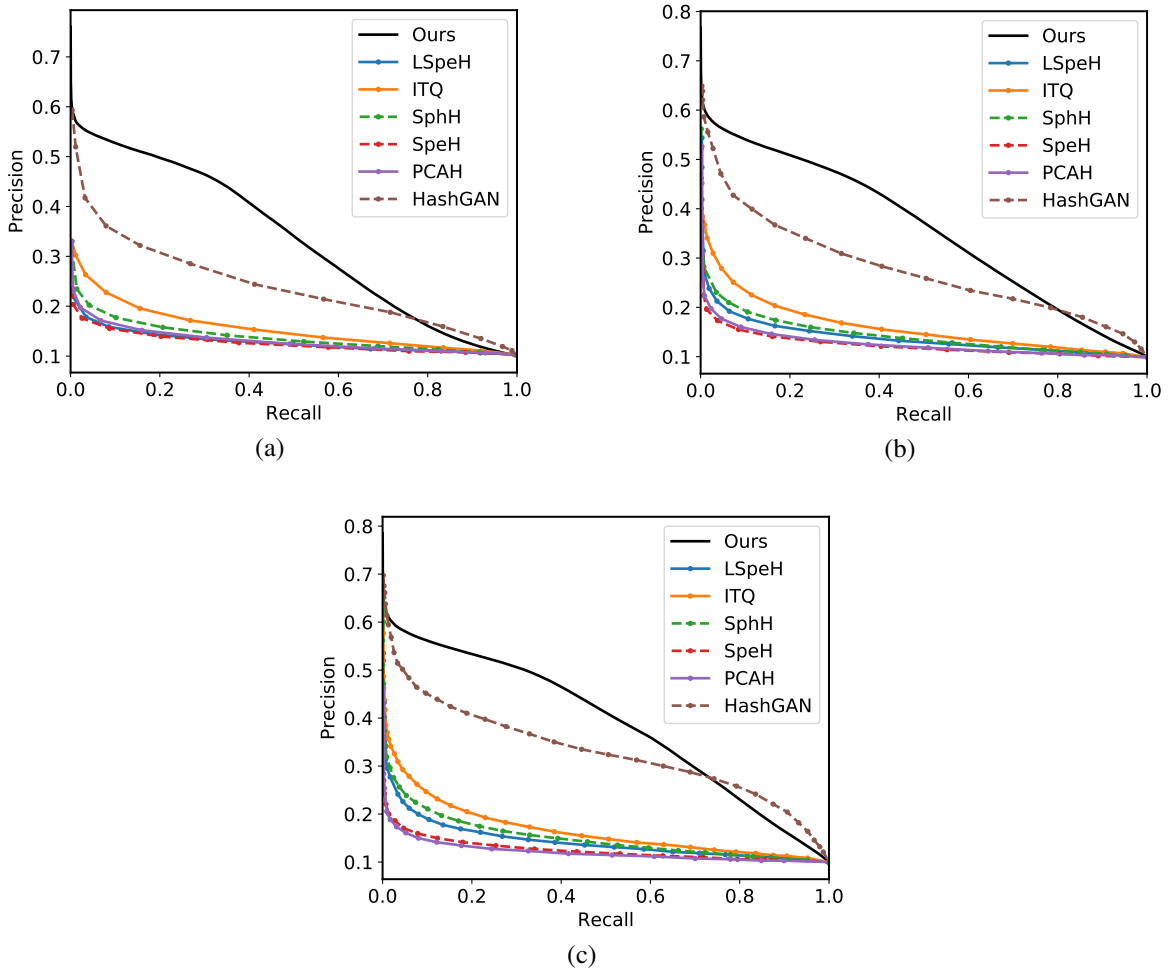 0.7
0.6
0.5
0.4
0.3
0.2
0.1
Precision
0.0 0.2 0.4 0.6 0.8 1.0
Recall
Ours
LSpeH
ITQ
SphH
SpeH
PCAH
HashGAN
(a)
0.8
0.7
0.6
0.5
0.4
0.3
0.2
0.1
Precision
0.0 0.2 0.4 0.6 0.8 1.0
Recall
Ours
LSpeH
ITQ
SphH
SpeH
PCAH
HashGAN
(b)
0.8
0.7
0.6
0.5
0.4
0.3
0.2
0.1
Precision
0.0 0.2 0.4 0.6 0.8 1.0
Recall
Ours
LSpeH
ITQ
SphH
SpeH
PCAH
HashGAN
(c)